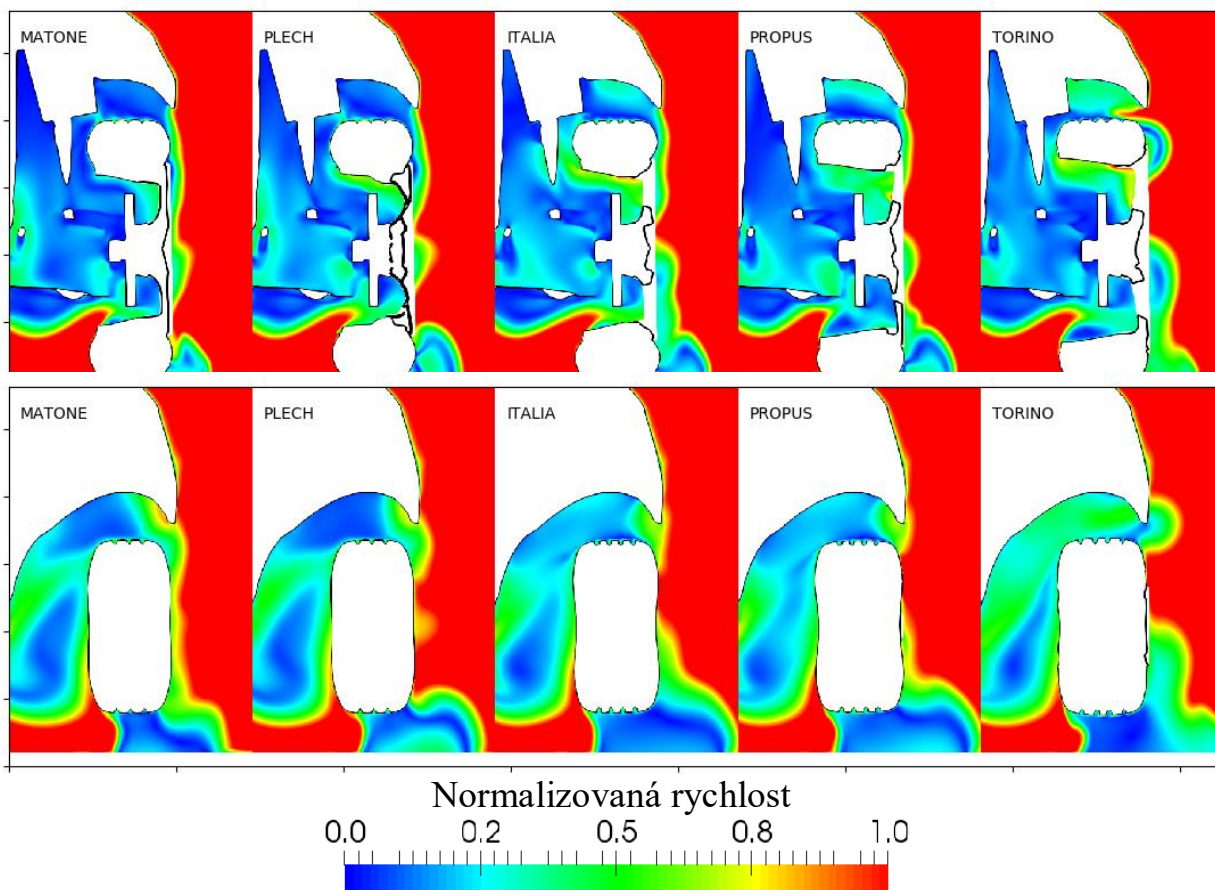 MATONE PLECH ITALIA PROPUS TORINO
MATONE PLECH ITALIA PROPUS TORINO
Normalizovaná rychlost
0.0 0.2 0.5 0.8 1.0